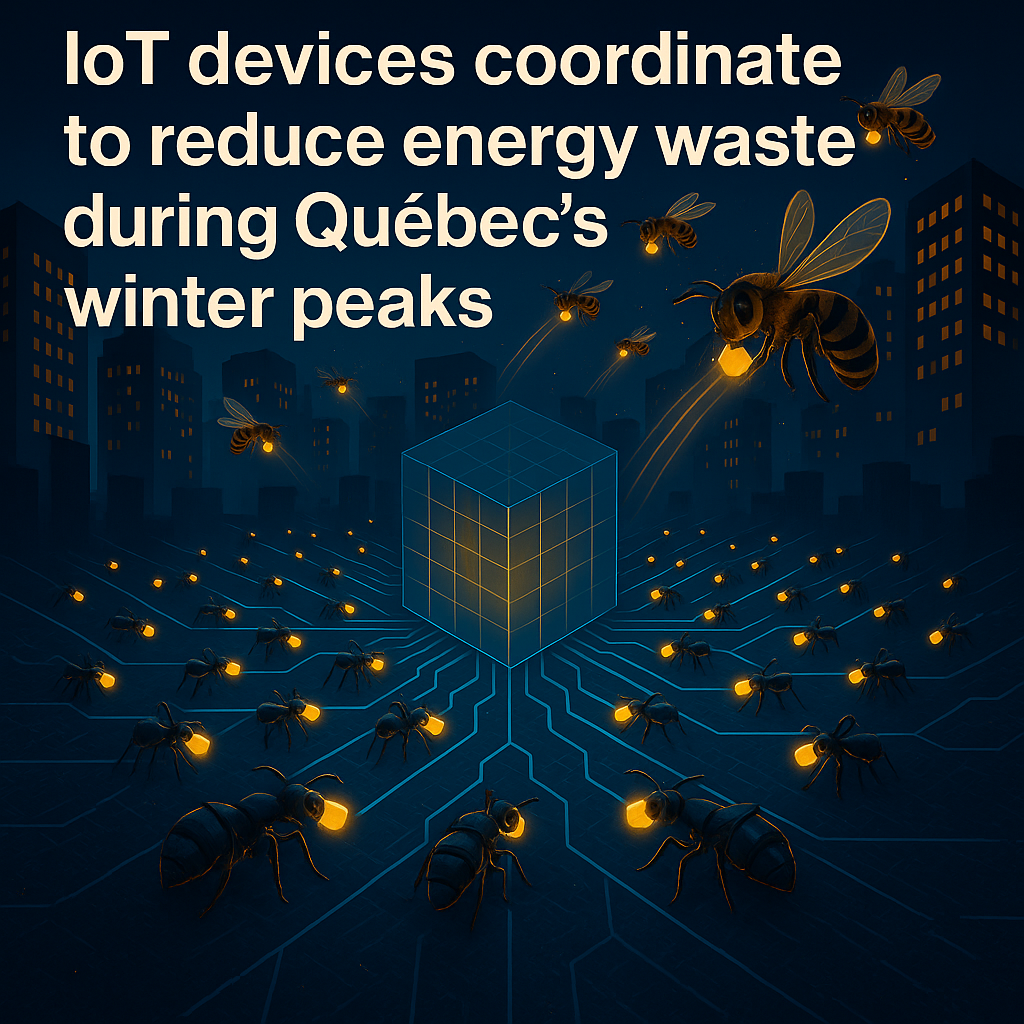 IoT devices coordinate
to reduce energy waste
during Québec’s
winter peaks